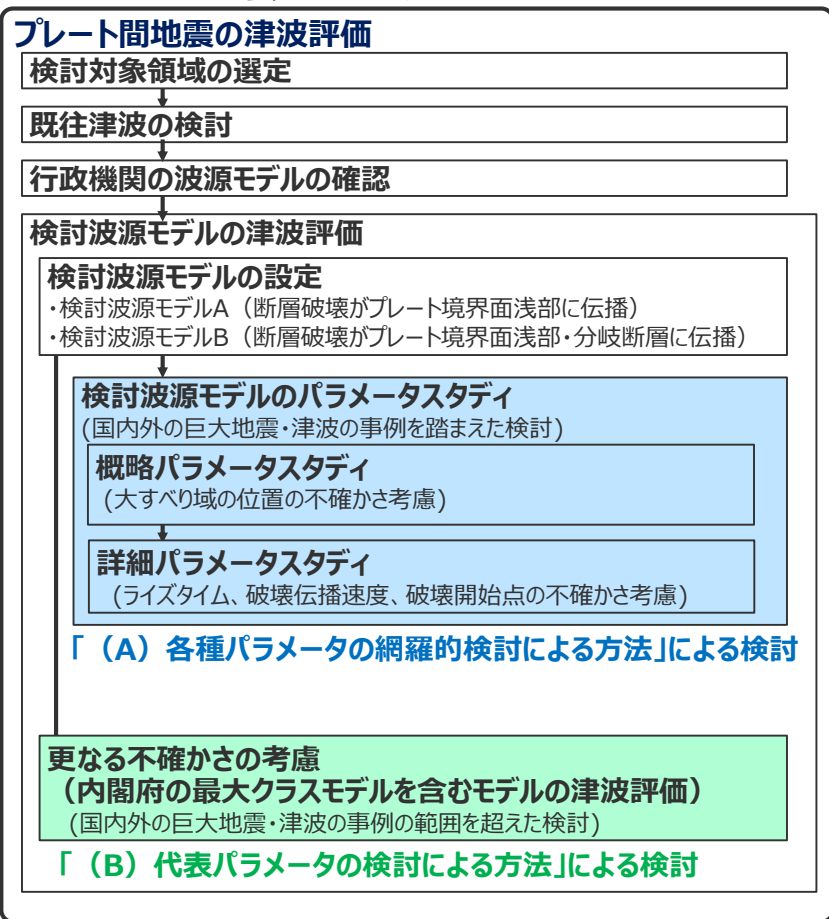 プレート間地震の津波評価
検討対象領域の選定
既往津波の検討
行政機関の波源モデルの確認
検討波源モデルの津波評価
検討波源モデルの設定
・検討波源モデルA（断層破壊がプレート境界面浅部に伝播）
・検討波源モデルB（断層破壊がプレート境界面浅部・分岐断層に伝播）
検討波源モデルのパラメータスタディ
(国内外の巨大地震・津波の事例を踏まえた検討)
概略パラメータスタディ
(大すべり域の位置の不確かさ考慮)
詳細パラメータスタディ
(ライズタイム、破壊伝播速度、破壊開始点の不確かさ考慮)
「（A）各種パラメータの網羅的検討による方法」による検討
更なる不確かさの考慮
（内閣府の最大クラスモデルを含むモデルの津波評価）
(国内外の巨大地震・津波の事例の範囲を超えた検討)
「（B）代表パラメータの検討による方法」による検討